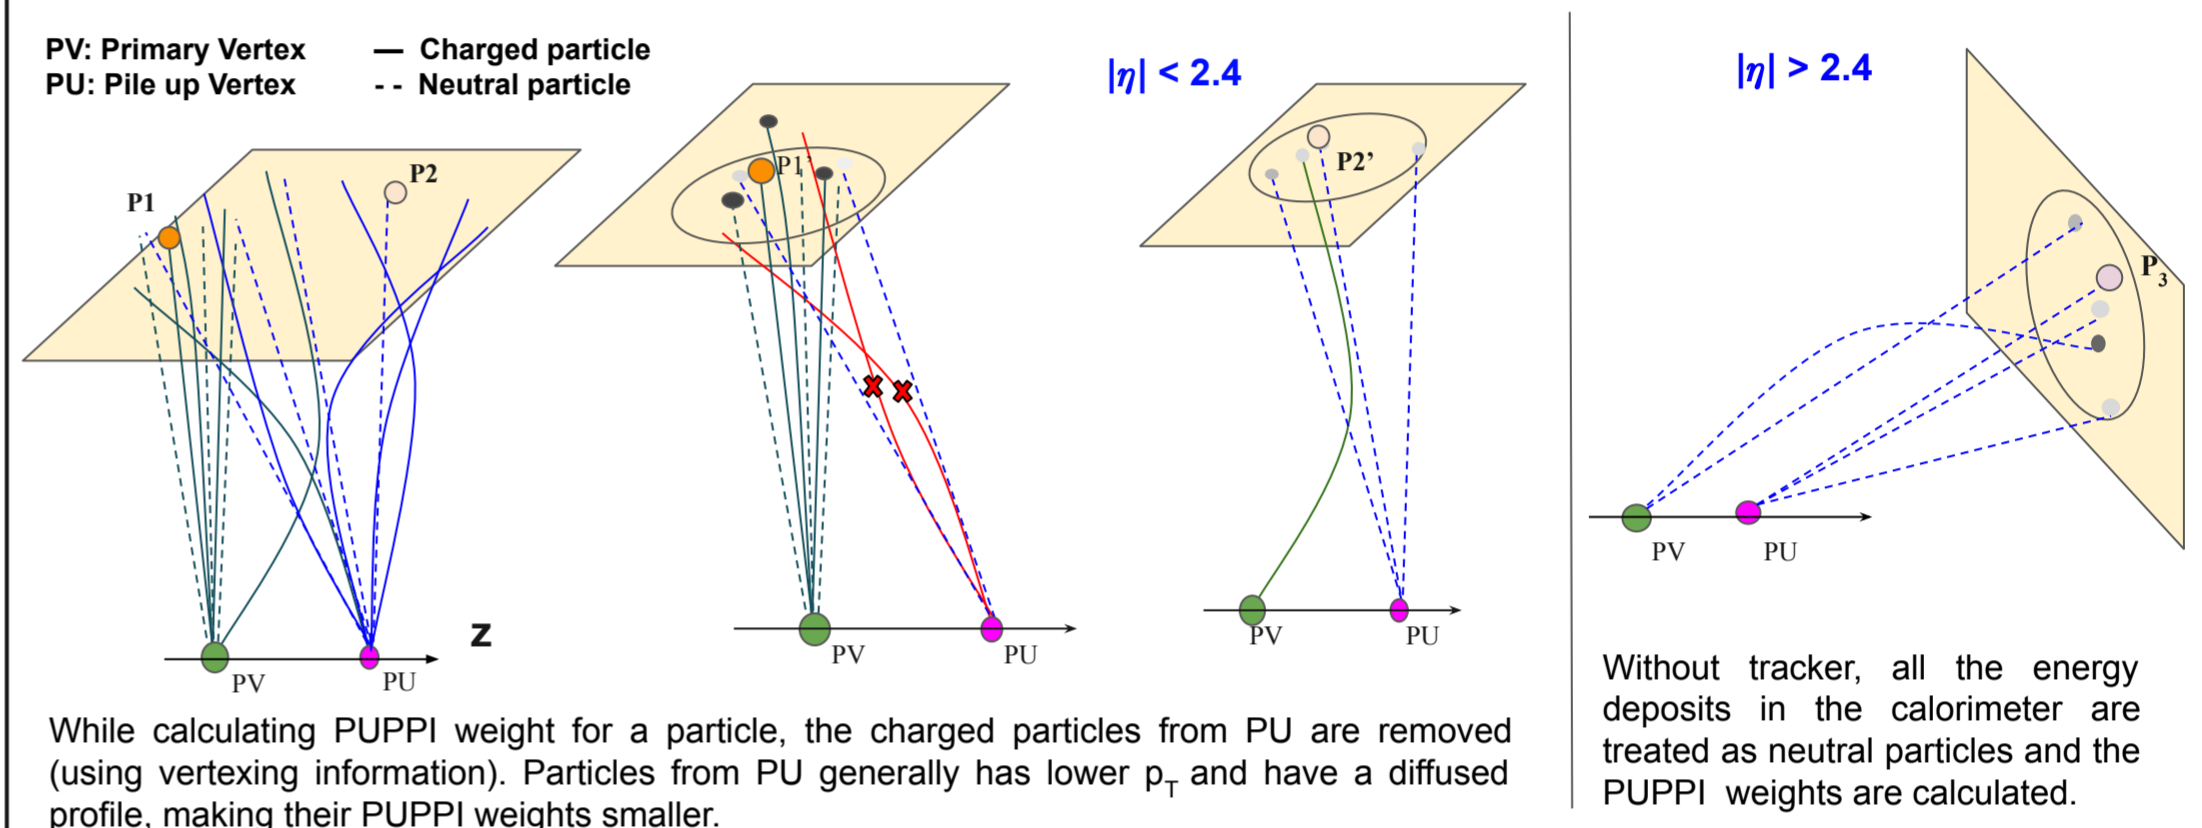 PV: Primary Vertex — Charged particle
PU: Pile up Vertex - - Neutral particle
|η| < 2.4
|η| > 2.4
P1
P2
P1'
P2’
P3
PV
PU
z
PV
PU
PV
PU
PV
PU
While calculating PUPPI weight for a particle, the charged particles from PU are removed
(using vertexing information). Particles from PU generally has lower pT and have a diffused
profile, making their PUPPI weights smaller.
Without tracker, all the energy
deposits in the calorimeter are
treated as neutral particles and the
PUPPI weights are calculated.